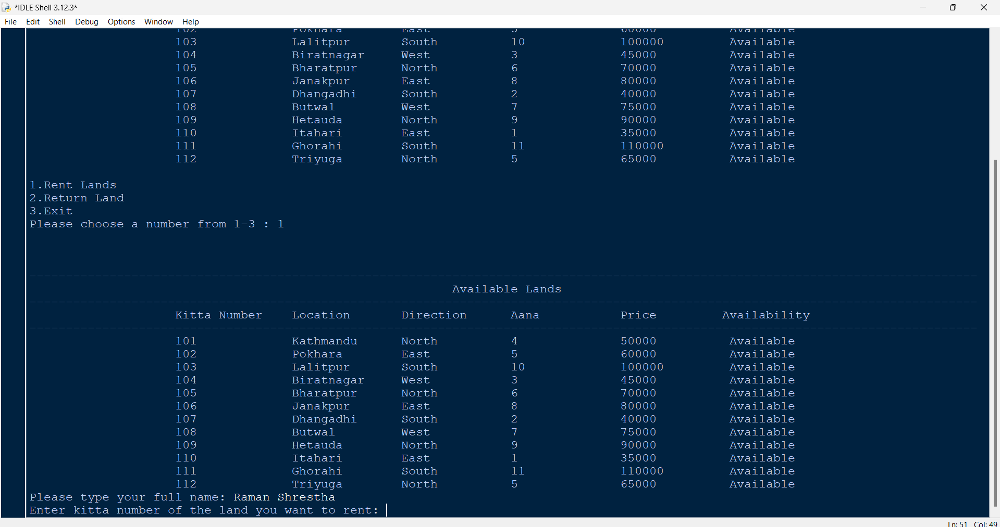 *IDLE Shell 3.12.3*
File Edit Shell Debug Options Window Help
102 Pokhara East 5 60000 Available
103 Lalitpur South 10 100000 Available
104 Biratnagar West 3 45000 Available
105 Bharatpur North 6 70000 Available
106 Janakpur East 8 80000 Available
107 Dhangadhi South 2 40000 Available
108 Butwal West 7 75000 Available
109 Hetauda North 9 90000 Available
110 Itahari East 1 35000 Available
111 Ghorahi South 11 110000 Available
112 Triyuga North 5 65000 Available
1.Rent Lands
2.Return Land
3.Exit
Please choose a number from 1-3 : 1
Available Lands
Kitta Number Location Direction Aana Price Availability
101 Kathmandu North 4 50000 Available
102 Pokhara East 5 60000 Available
103 Lalitpur South 10 100000 Available
104 Biratnagar West 3 45000 Available
105 Bharatpur North 6 70000 Available
106 Janakpur East 8 80000 Available
107 Dhangadhi South 2 40000 Available
108 Butwal West 7 75000 Available
109 Hetauda North 9 90000 Available
110 Itahari East 1 35000 Available
111 Ghorahi South 11 110000 Available
112 Triyuga North 5 65000 Available
Please type your full name: Raman Shrestha
Enter kitta number of the land you want to rent:
Ln: 51 Col: 49